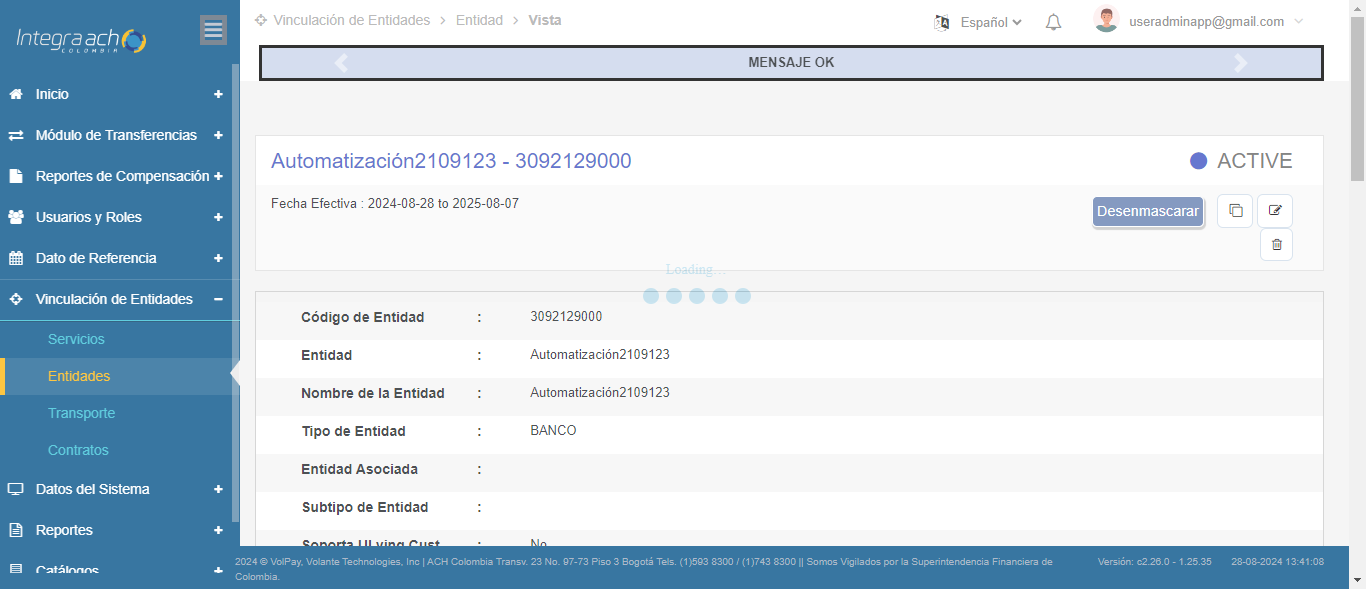 Integra ach
COLOMBIA
Vinculación de Entidades > Entidad > Vista
Español
useradminapp@gmail.com
MENSAJE OK
Inicio +
Módulo de Transferencias +
Reportes de Compensación +
Usuarios y Roles +
Dato de Referencia +
Vinculación de Entidades −
Servicios
Entidades
Transporte
Contratos
Datos del Sistema +
Reportes +
Catálogos +
Automatización2109123 - 3092129000
ACTIVE
Fecha Efectiva : 2024-08-28 to 2025-08-07
Desenmascarar
Loading...
Código de Entidad : 3092129000
Entidad : Automatización2109123
Nombre de la Entidad : Automatización2109123
Tipo de Entidad : BANCO
Entidad Asociada :
Subtipo de Entidad :
Soporta ULying Cust : No
2024 © VolPay, Volante Technologies, Inc | ACH Colombia Transv. 23 No. 97-73 Piso 3 Bogotá Tels. (1)593 8300 / (1)743 8300 || Somos Vigilados por la Superintendencia Financiera de
Colombia.
Versión: c2.26.0 - 1.25.35
28-08-2024 13:41:08